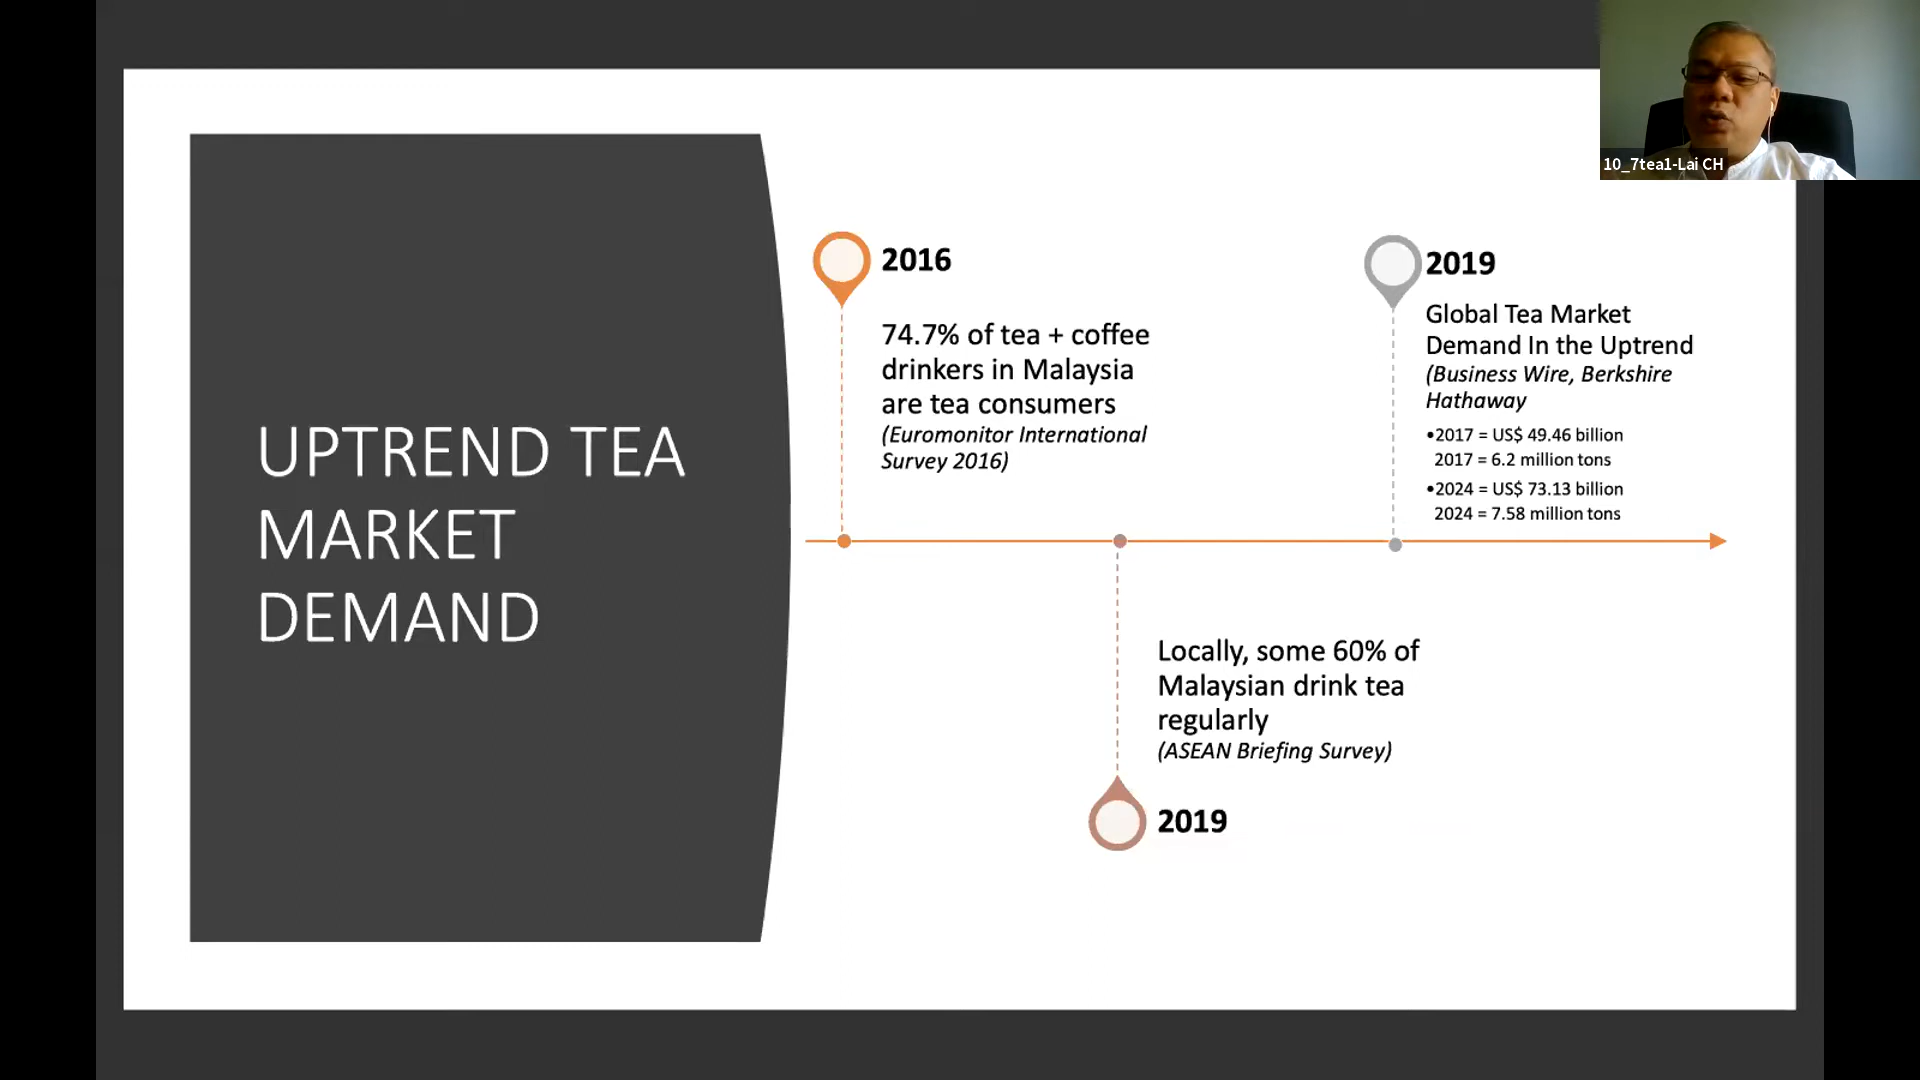 10_7tea1-Lai CH
UPTREND TEA
MARKET
DEMAND
2016
74.7% of tea + coffee
drinkers in Malaysia
are tea consumers
(Euromonitor International
Survey 2016)
2019
Global Tea Market
Demand In the Uptrend
(Business Wire, Berkshire
Hathaway
•2017 = US$ 49.46 billion
2017 = 6.2 million tons
•2024 = US$ 73.13 billion
2024 = 7.58 million tons
Locally, some 60% of
Malaysian drink tea
regularly
(ASEAN Briefing Survey)
2019